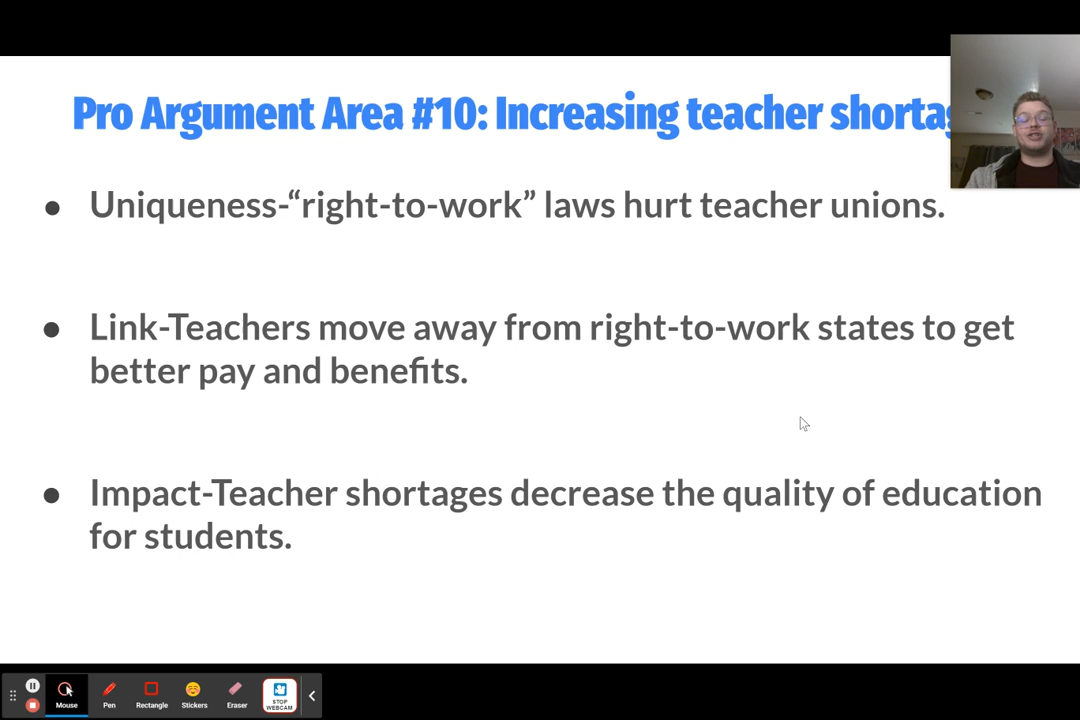 Pro Argument Area #10: Increasing teacher
● Uniqueness-“right-to-work” laws hurt teacher unions.
● Link-Teachers move away from right-to-work states to get
better pay and benefits.
● Impact-Teacher shortages decrease the quality of education
for students.
Mouse
Pen
Rectangle
Stickers
Eraser
STOP
WEBCAM